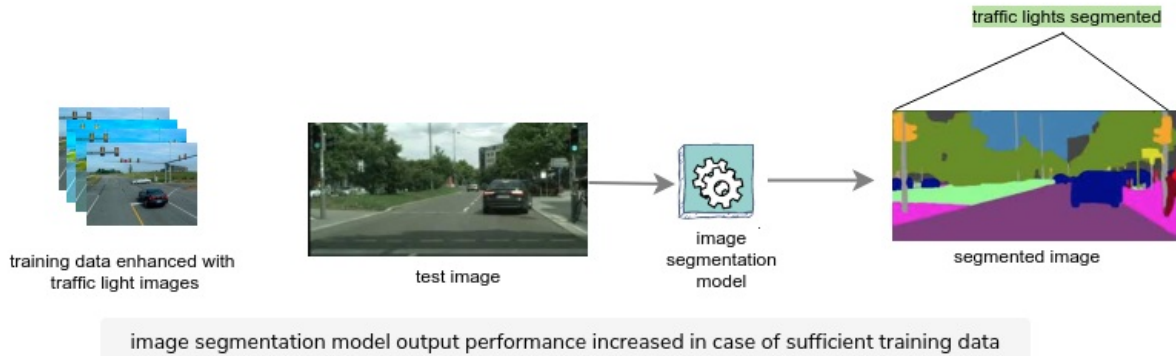 traffic lights segmented
training data enhanced with
traffic light images
test image
image
segmentation
model
segmented image
image segmentation model output performance increased in case of sufficient training data